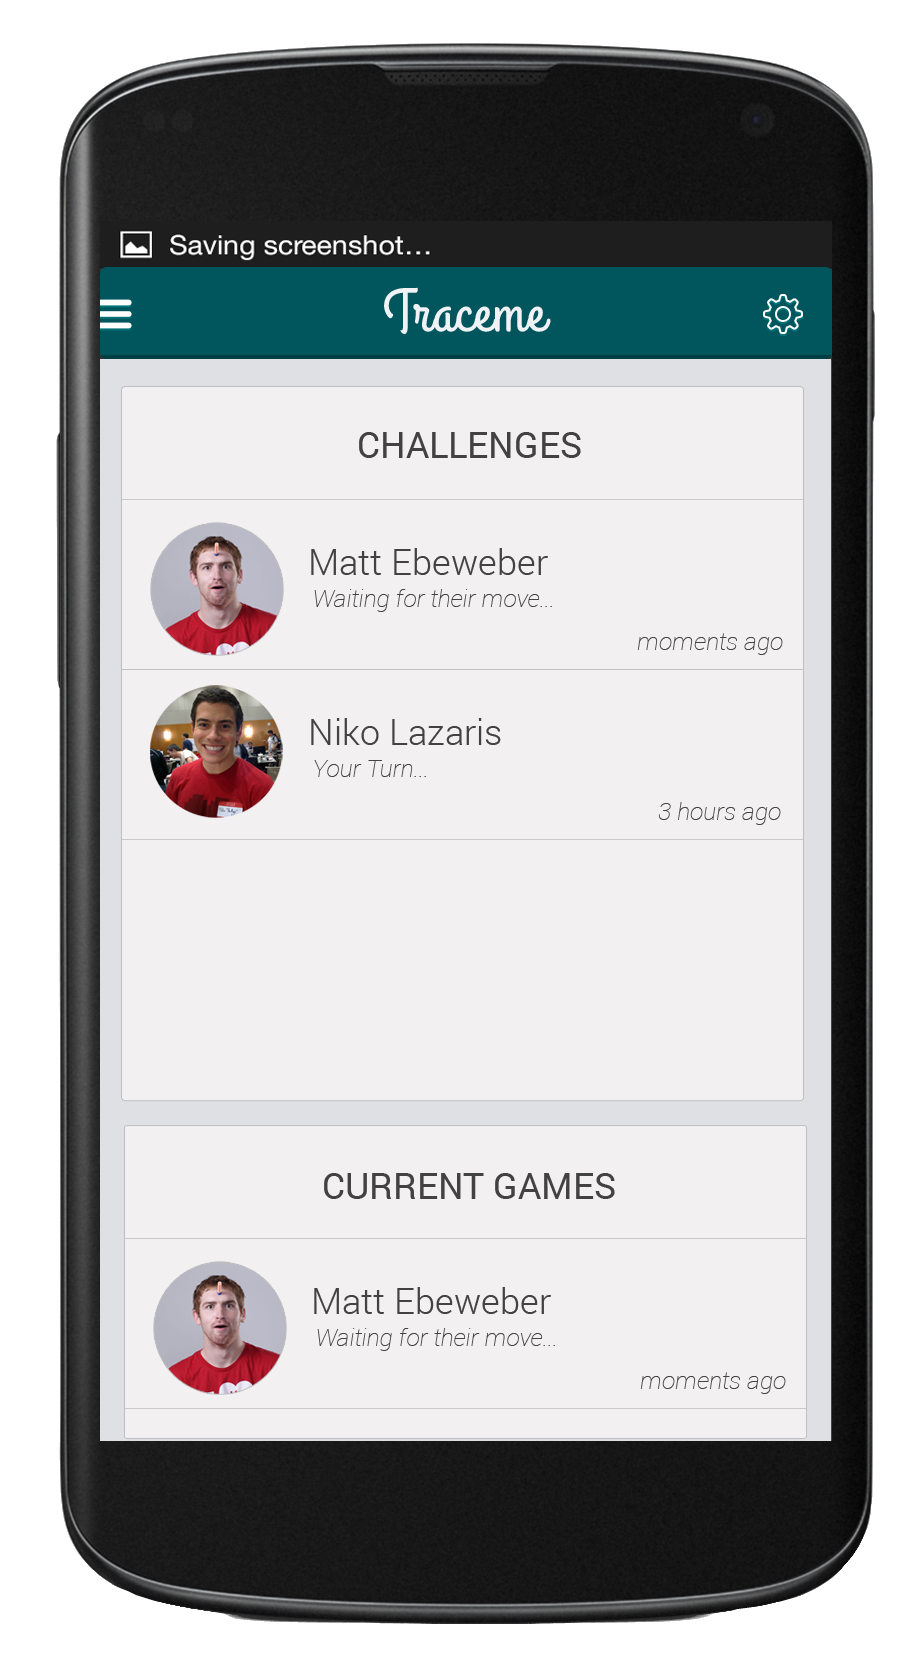 Saving screenshot...
Traceme
CHALLENGES
Matt Ebeweber
Waiting for their move...
moments ago
Niko Lazaris
Your Turn...
3 hours ago
CURRENT GAMES
Matt Ebeweber
Waiting for their move...
moments ago